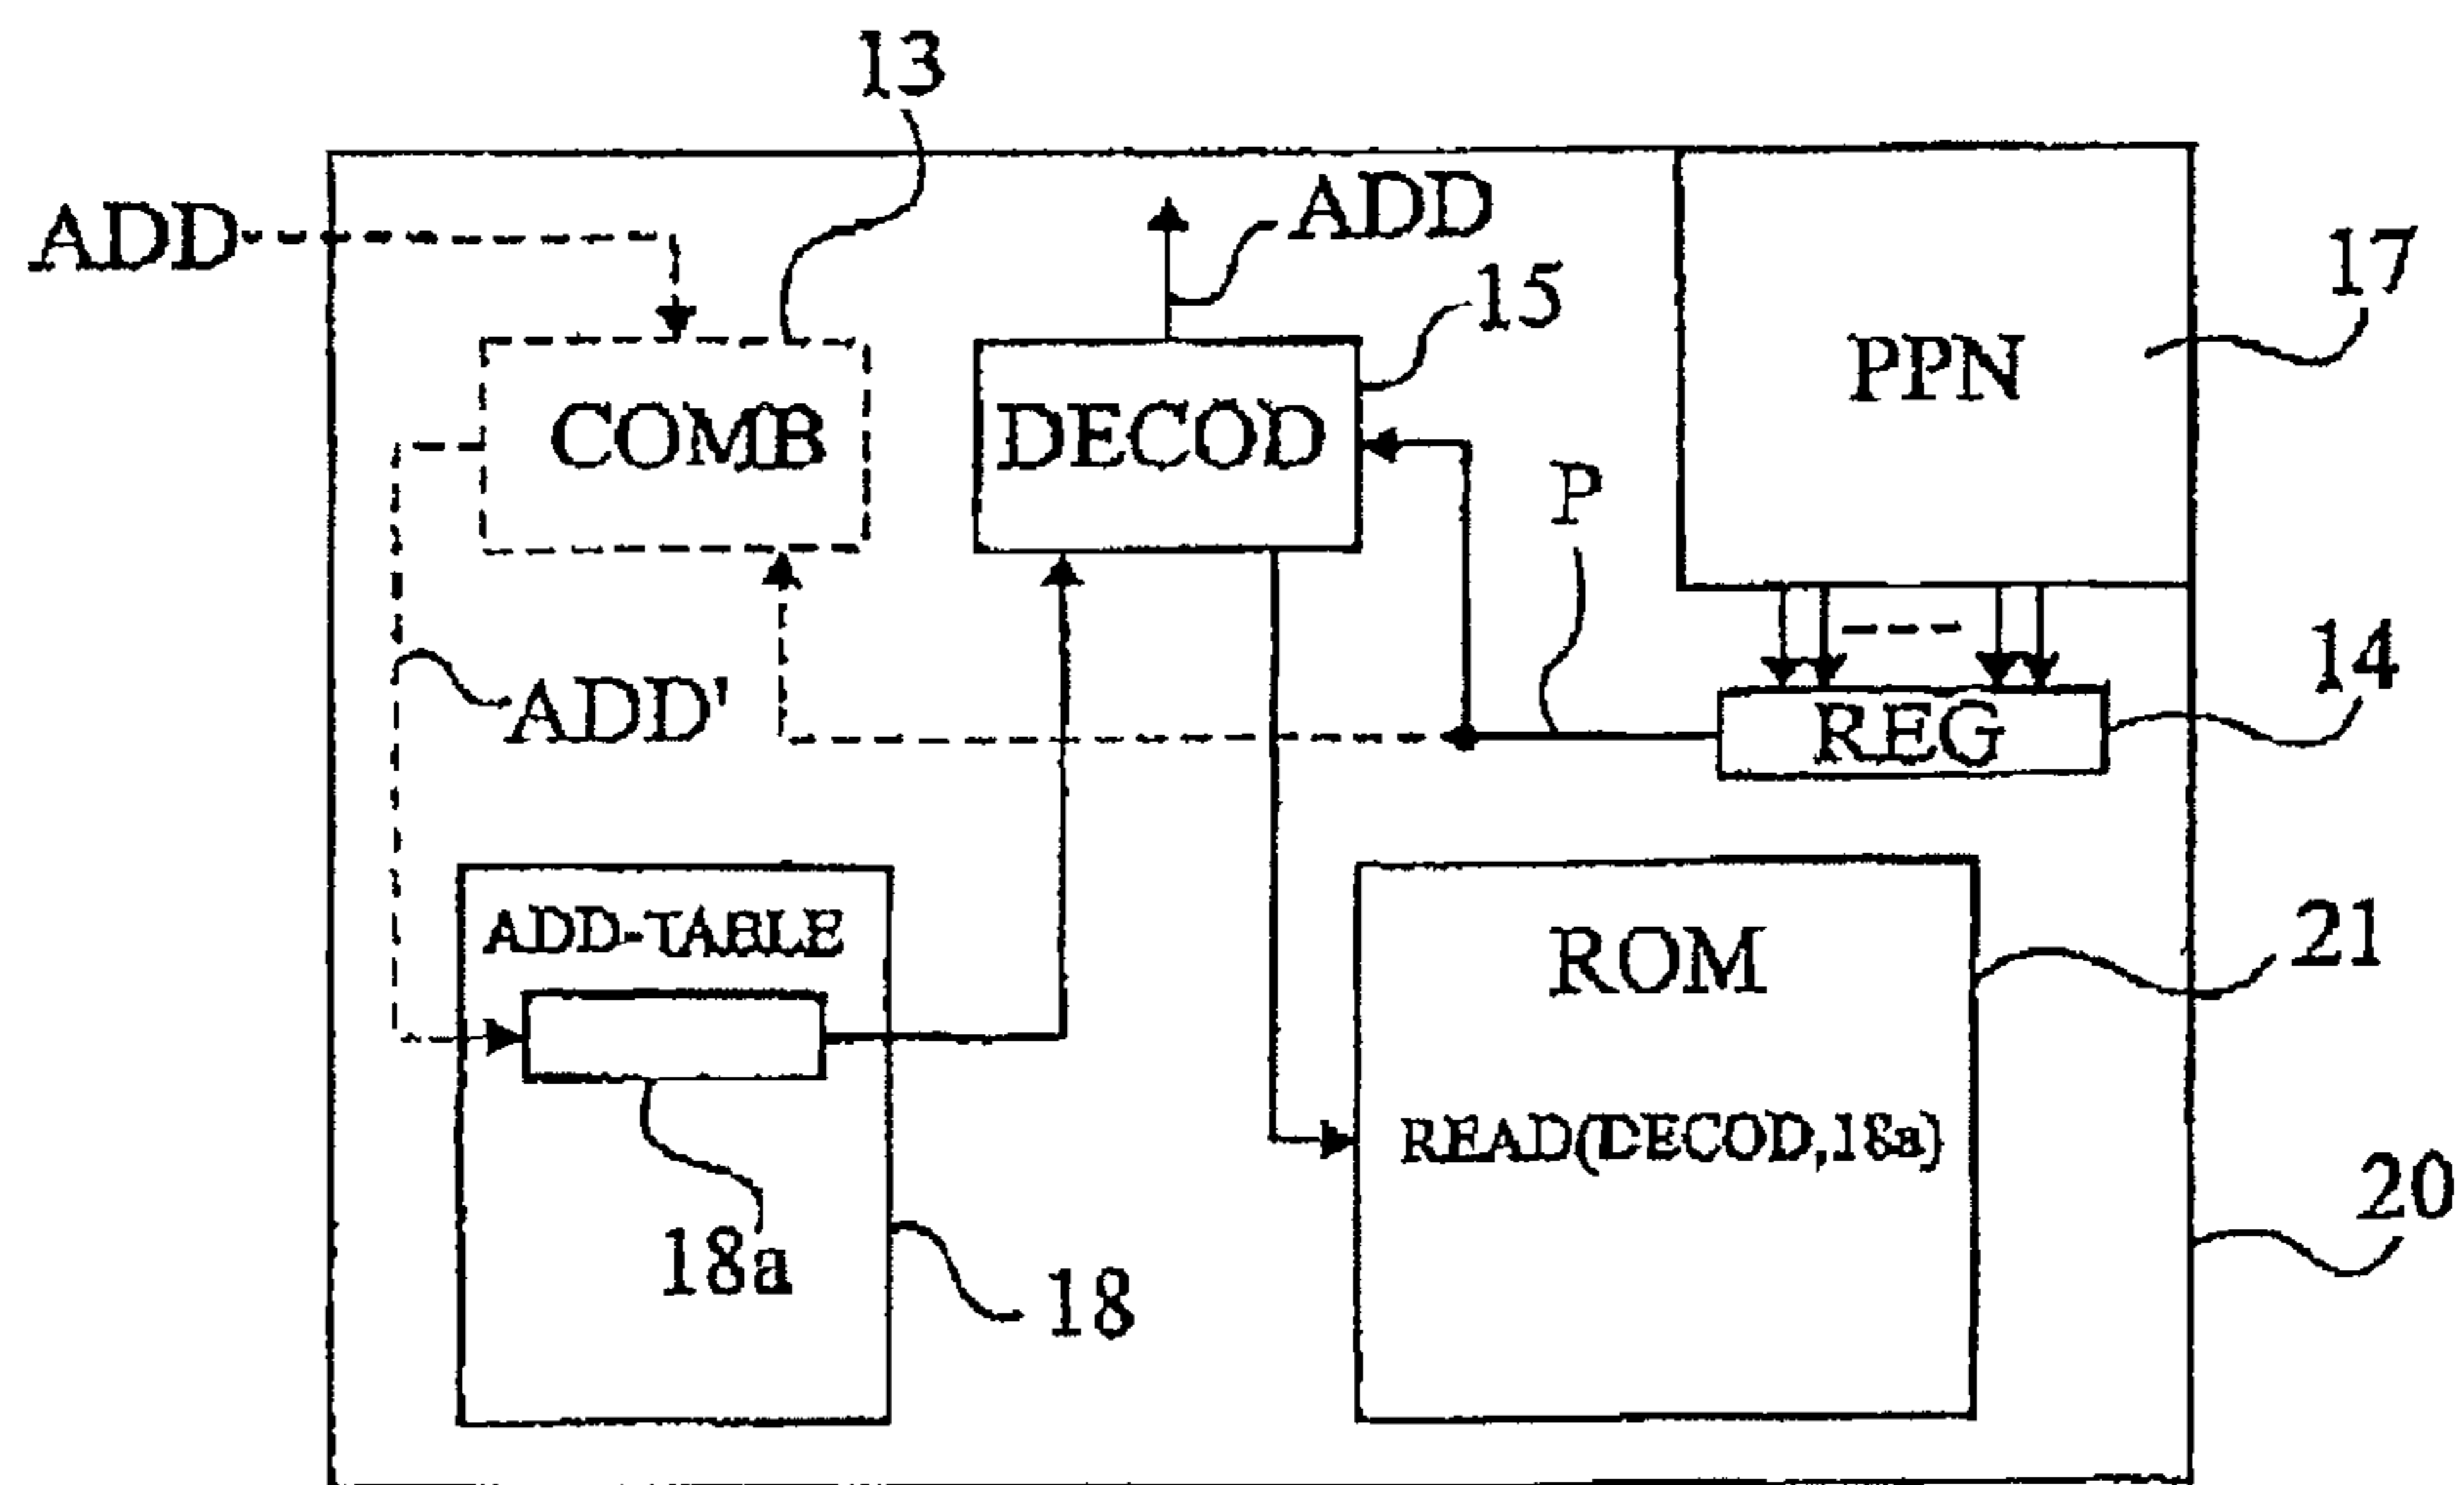 13
ADD
ADD
17
15
PPN
COMB
DECOD
P
14
ADD'
REG
ADD-TABLE
ROM
21
READ(DECOD,18a)
20
18a
18